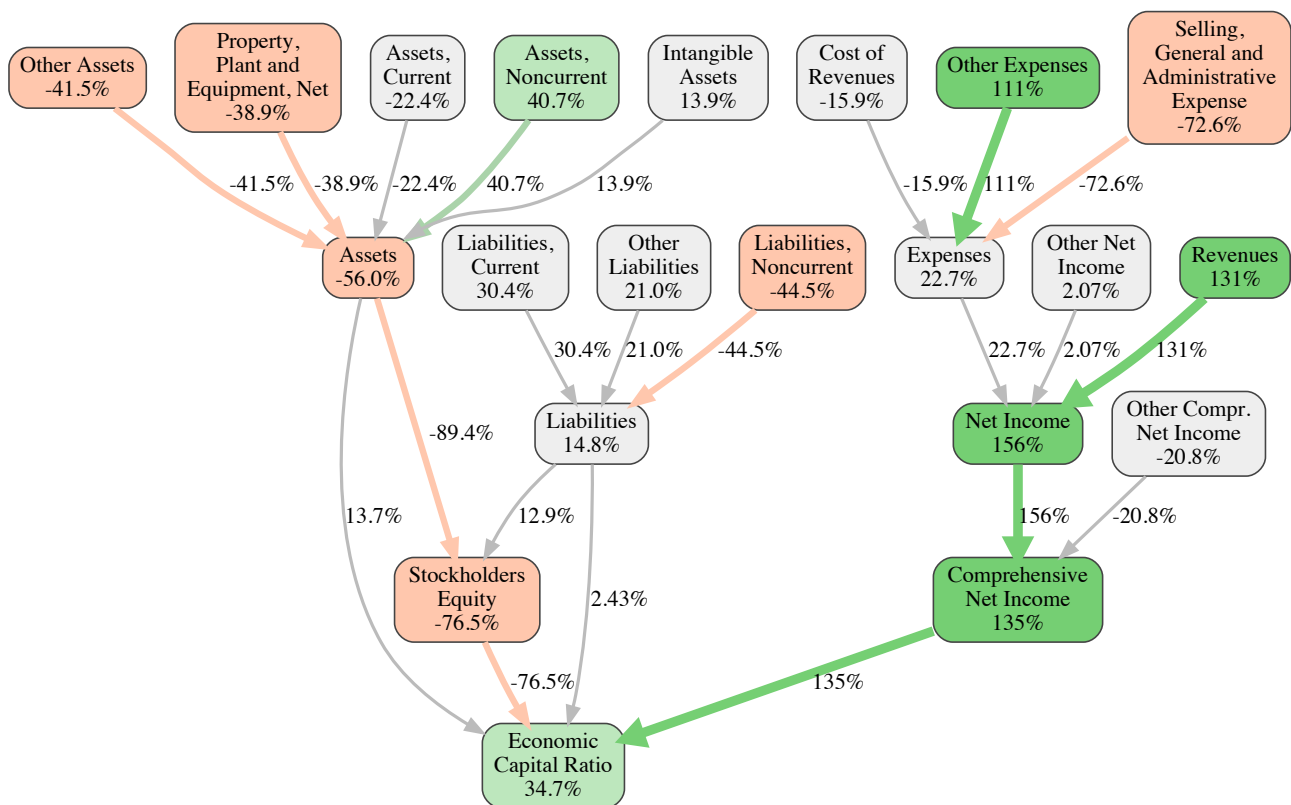 Other Assets
-41.5%
Property,
Plant and
Equipment, Net
-38.9%
Assets,
Current
-22.4%
Assets,
Noncurrent
40.7%
Intangible
Assets
13.9%
Cost of
Revenues
-15.9%
Other Expenses
111%
Selling,
General and
Administrative
Expense
-72.6%
-41.5%
-38.9%
-22.4%
40.7%
13.9%
-15.9%
111%
-72.6%
Assets
-56.0%
Liabilities,
Current
30.4%
Other
Liabilities
21.0%
Liabilities,
Noncurrent
-44.5%
Expenses
22.7%
Other Net
Income
2.07%
Revenues
131%
30.4%
21.0%
-44.5%
22.7%
2.07%
131%
-89.4%
Liabilities
14.8%
Net Income
156%
Other Compr.
Net Income
-20.8%
13.7%
12.9%
156%
-20.8%
Stockholders
Equity
-76.5%
2.43%
Comprehensive
Net Income
135%
-76.5%
135%
Economic
Capital Ratio
34.7%